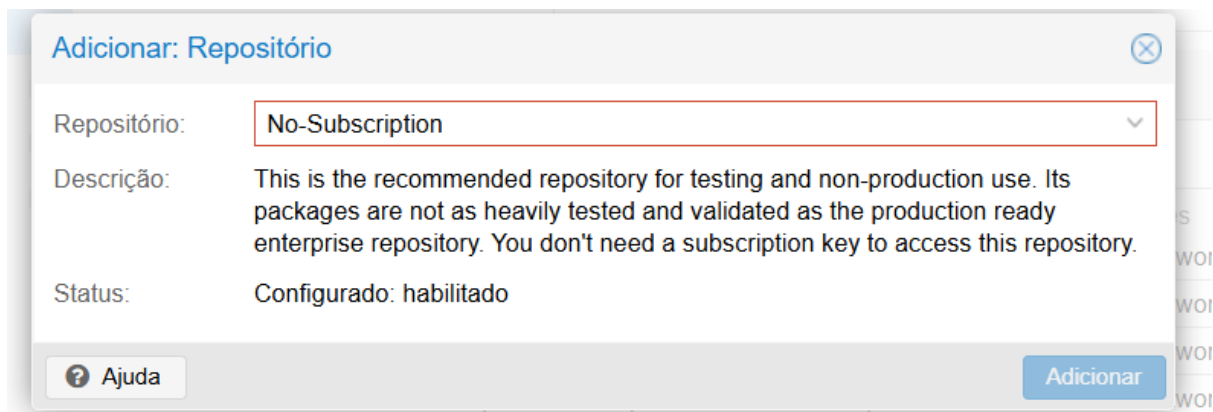 Adicionar: Repositório
Repositório:
No-Subscription
Descrição:
This is the recommended repository for testing and non-production use. Its
packages are not as heavily tested and validated as the production ready
enterprise repository. You don't need a subscription key to access this repository.
Status:
Configurado: habilitado
Ajuda
Adicionar